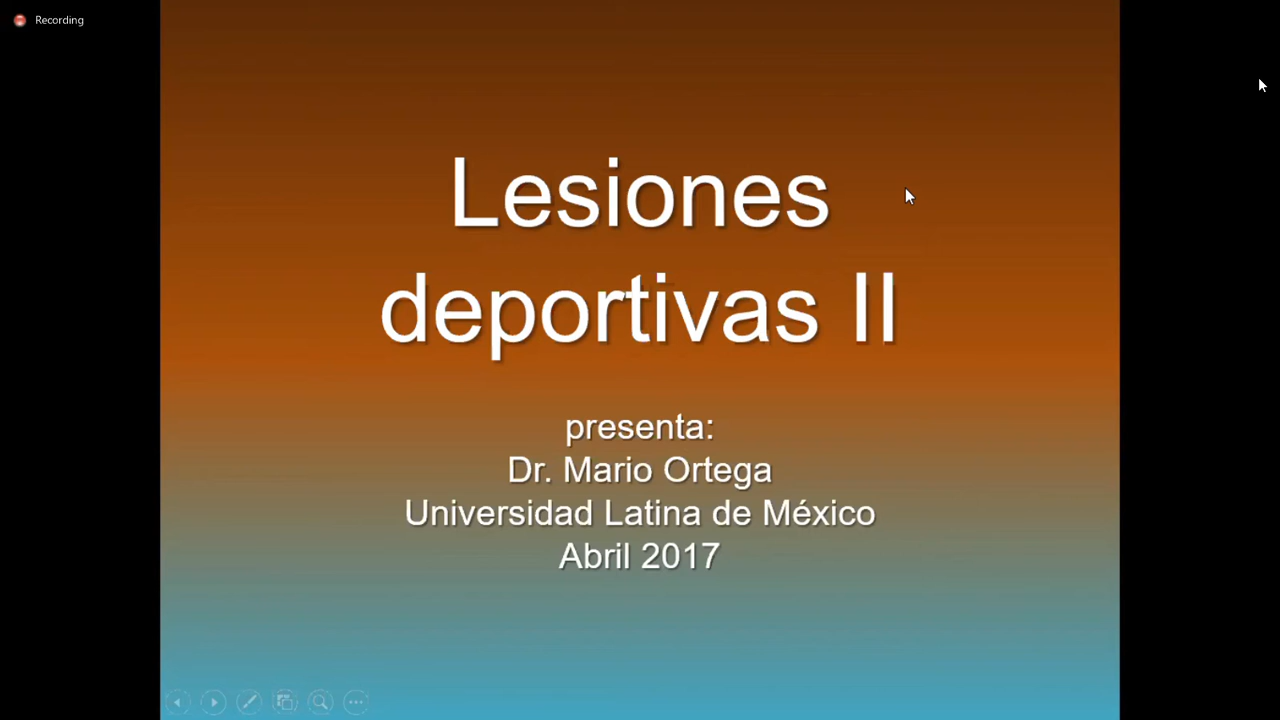 Recording
Lesiones
deportivas II
presenta:
Dr. Mario Ortega
Universidad Latina de México
Abril 2017